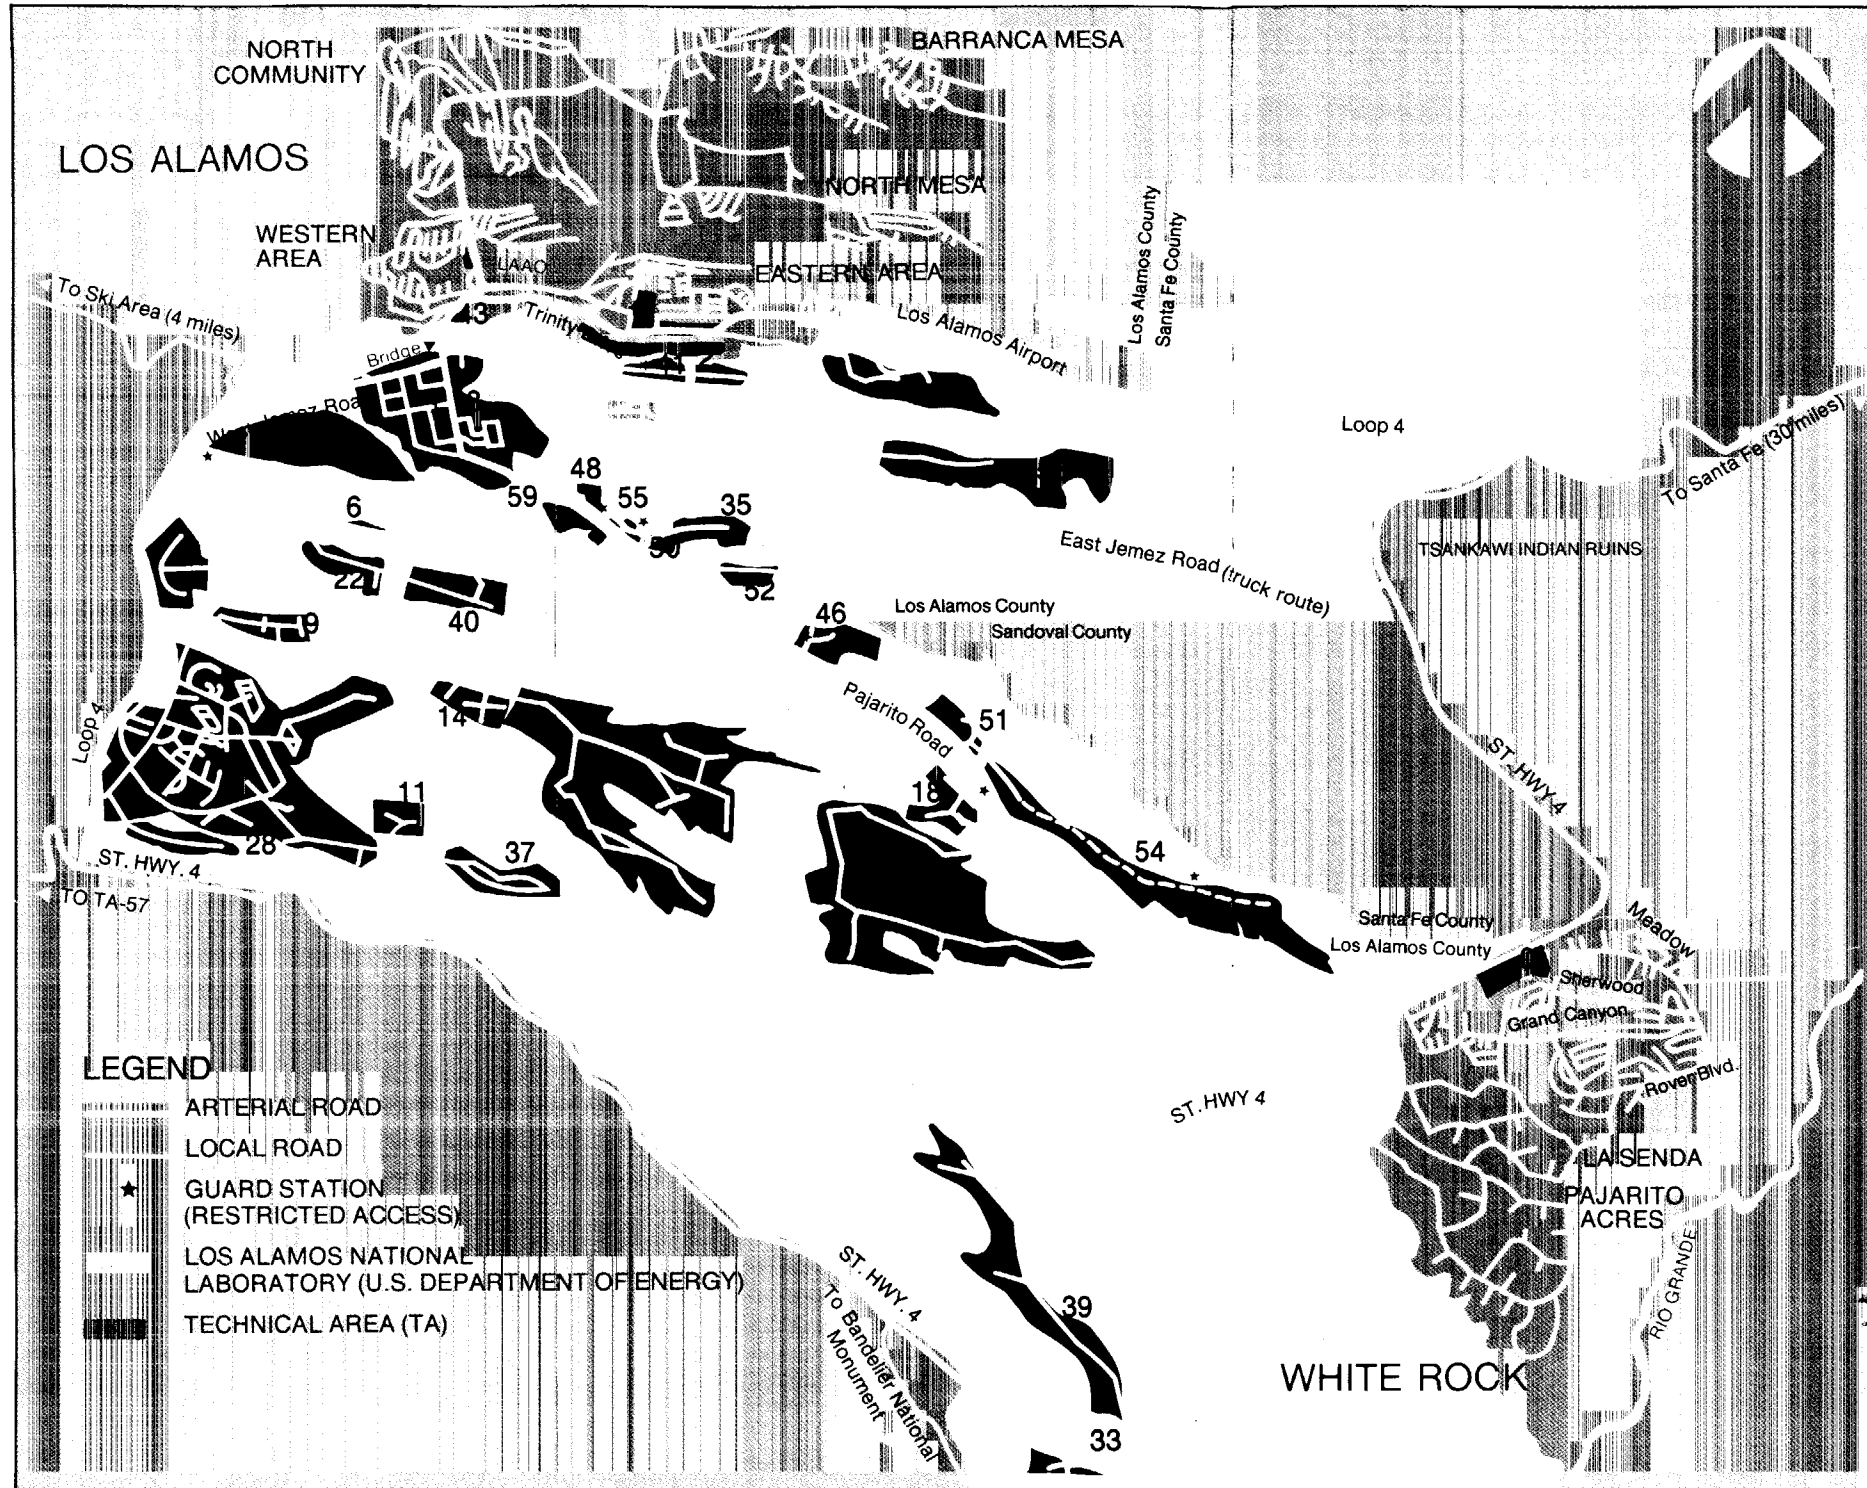 NORTH
COMMUNITY
BARRANCA MESA
LOS ALAMOS
NORTH MESA
WESTERN
AREA
LAAO
EASTERN AREA
Los Alamos County
Santa Fe County
To Ski Area (4 miles)
43
Trinity
Los Alamos Airport
Bridge
Loop 4
To Santa Fe (30 miles)
48
59
55
35
6
50
East Jemez Road (truck route)
TSANKAWI INDIAN RUINS
22
52
40
9
46
Los Alamos County
Sandoval County
Pajarito Road
14
51
Loop 4
ST. HWY 4
11
18
28
37
54
ST. HWY. 4
TO TA-57
Santa Fe County
Los Alamos County
Meadow
Sherwood
Grand Canyon
Rover Blvd.
LEGEND
ARTERIAL ROAD
LOCAL ROAD
GUARD STATION
(RESTRICTED ACCESS)
LOS ALAMOS NATIONAL
LABORATORY (U.S. DEPARTMENT OF ENERGY)
TECHNICAL AREA (TA)
ST. HWY 4
LA SENDA
PAJARITO
ACRES
RIO GRANDE
ST. HWY. 4
To Bandelier National
Monument
39
WHITE ROCK
33